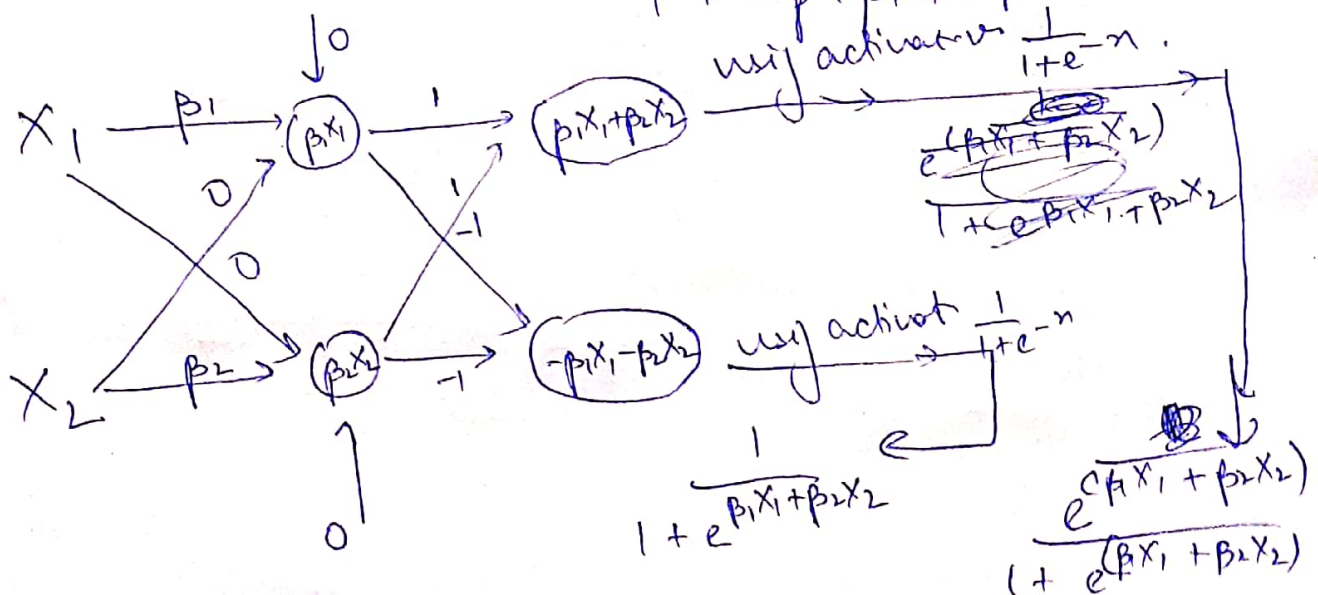 0
usij activation 1/(1+e^-n) .
X1 β1 β1X1 1 β1X1+β2X2
e^(β1X1 + β2X2)
1 + e^β1X1+β2X2
0 1
-1
0
X2 β2 β2X2 -1 -β1X1-β2X2 usij activat 1/(1+e^-n)
0
1/(1 + e^β1X1+β2X2)
e^(β1X1 + β2X2)/(1 + e^(β1X1 + β2X2))